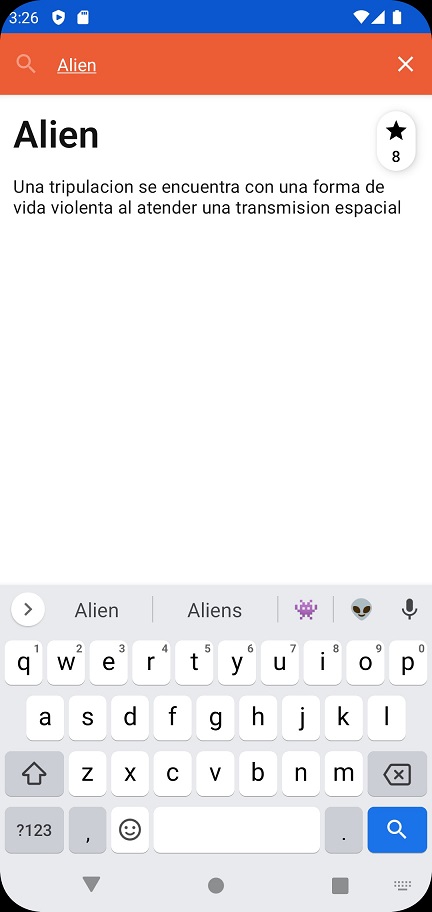 3:26
Alien
Alien
8
Una tripulacion se encuentra con una forma de
vida violenta al atender una transmision espacial
Alien Aliens
q1 w2 e3 r4 t5 y6 u7 i8 o9 p0
a s d f g h j k l
z x c v b n m
?123 , .